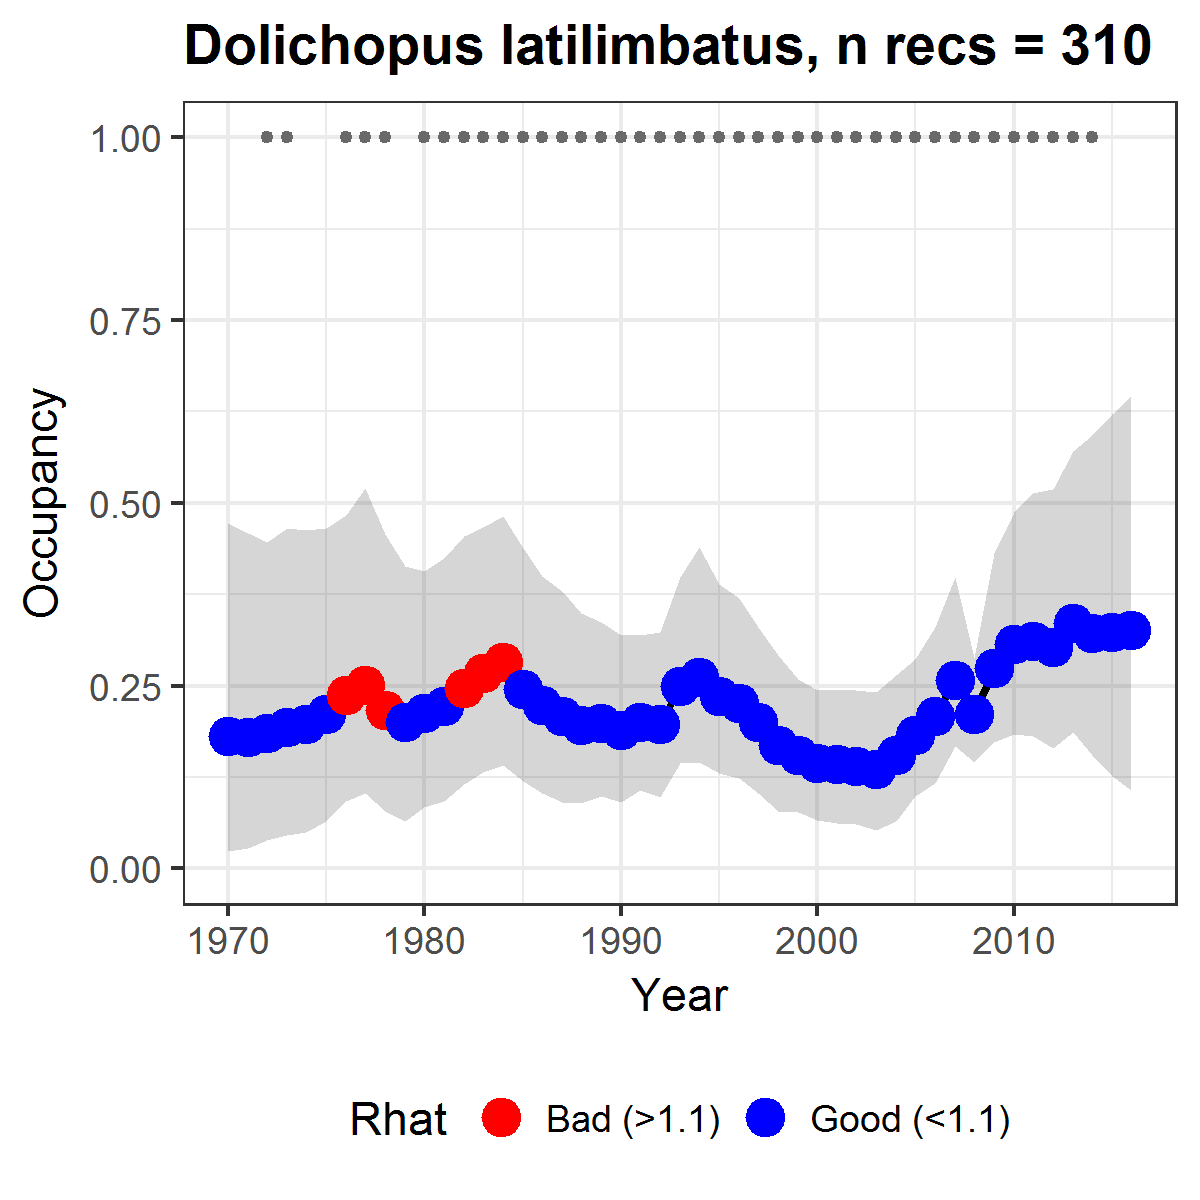 Dolichopus latilimbatus, n recs = 310
1.00
0.75
0.50
0.25
0.00
Occupancy
1970 1980 1990 2000 2010
Year
Rhat Bad (>1.1) Good (<1.1)